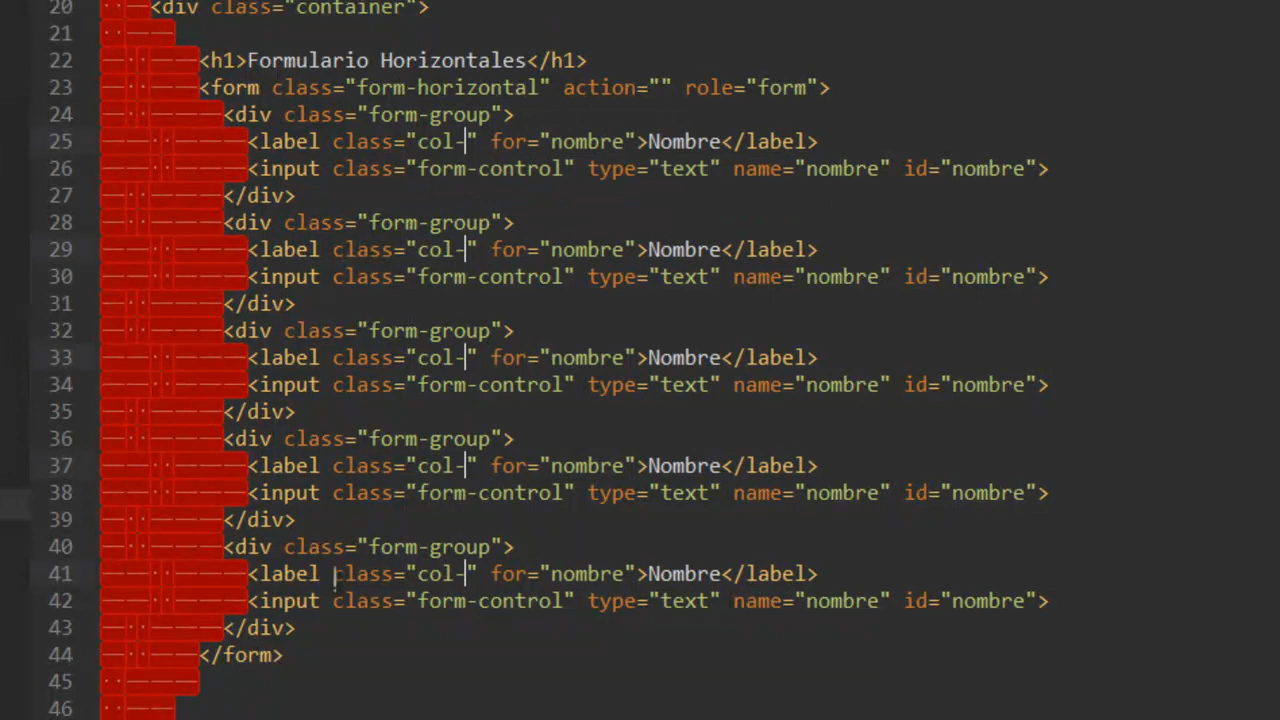 20 <div class="container">
21
22 <h1>Formulario Horizontales</h1>
23 <form class="form-horizontal" action="" role="form">
24 <div class="form-group">
25 <label class="col-" for="nombre">Nombre</label>
26 <input class="form-control" type="text" name="nombre" id="nombre">
27 </div>
28 <div class="form-group">
29 <label class="col-" for="nombre">Nombre</label>
30 <input class="form-control" type="text" name="nombre" id="nombre">
31 </div>
32 <div class="form-group">
33 <label class="col-" for="nombre">Nombre</label>
34 <input class="form-control" type="text" name="nombre" id="nombre">
35 </div>
36 <div class="form-group">
37 <label class="col-" for="nombre">Nombre</label>
38 <input class="form-control" type="text" name="nombre" id="nombre">
39 </div>
40 <div class="form-group">
41 <label class="col-" for="nombre">Nombre</label>
42 <input class="form-control" type="text" name="nombre" id="nombre">
43 </div>
44 </form>
45
46